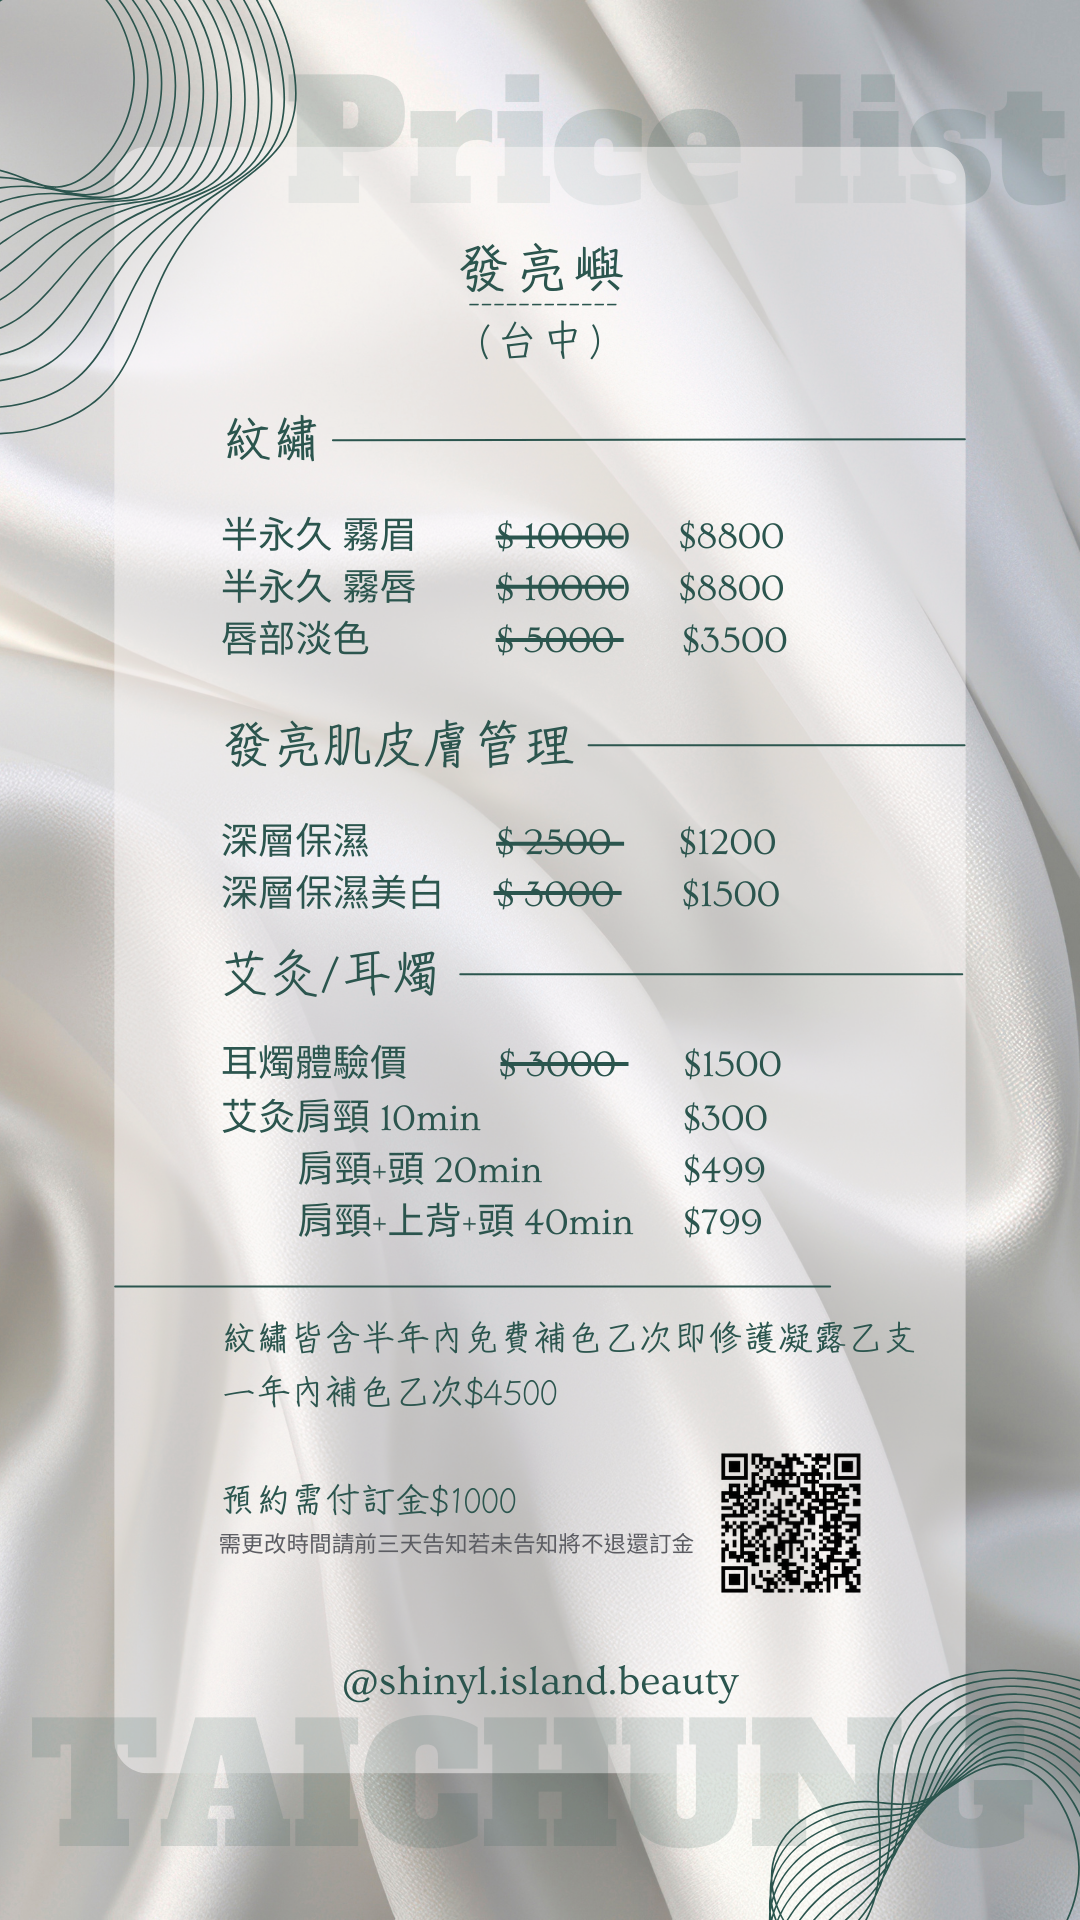 Price list
發亮嶼
(台中)
紋繡
半永久 霧眉 $ 10000 $8800
半永久 霧唇 $ 10000 $8800
唇部淡色 $ 5000 $3500
發亮肌皮膚管理
深層保濕 $ 2500 $1200
深層保濕美白 $ 3000 $1500
艾灸/耳燭
耳燭體驗價 $ 3000 $1500
艾灸肩頸 10min $300
肩頸+頭 20min $499
肩頸+上背+頭 40min $799
紋繡皆含半年內免費補色乙次即修護凝露乙支
一年內補色乙次$4500
預約需付訂金$1000
需更改時間請前三天告知若未告知將不退還訂金
@shinyl.island.beauty
TAICHUNG